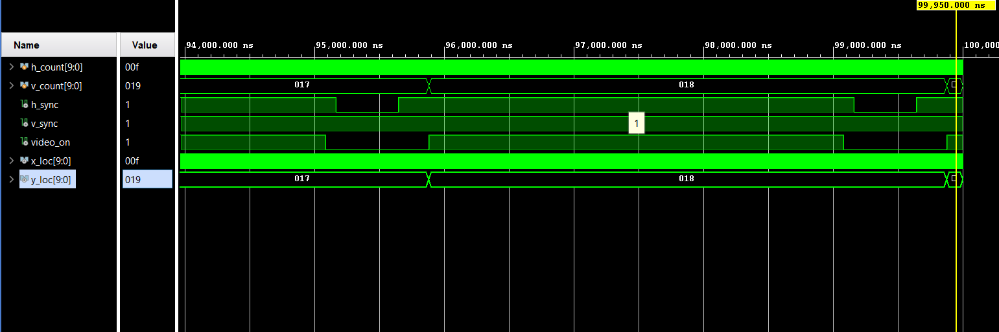 99,950.000 ns
Name Value
94,000.000 ns 95,000.000 ns 96,000.000 ns 97,000.000 ns 98,000.000 ns 99,000.000 ns 100,000
h_count[9:0] 00f
v_count[9:0] 019 017 018
h_sync 1
v_sync 1 1
video_on 1
x_loc[9:0] 00f
y_loc[9:0] 019 017 018